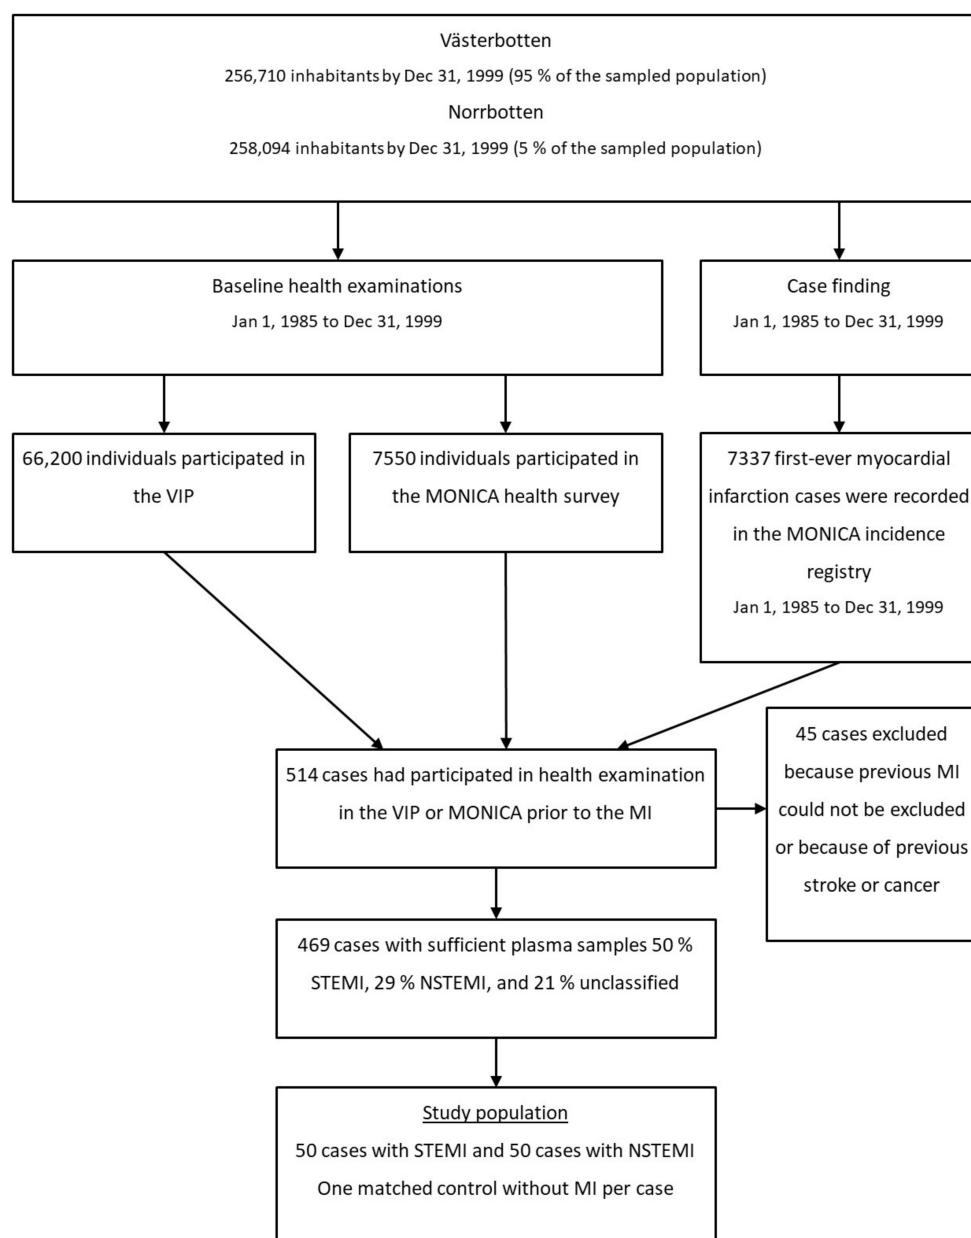 Västerbotten
256,710 inhabitants by Dec 31, 1999 (95 % of the sampled population)
Norrbotten
258,094 inhabitants by Dec 31, 1999 (5 % of the sampled population)
Baseline health examinations
Jan 1, 1985 to Dec 31, 1999
Case finding
Jan 1, 1985 to Dec 31, 1999
66,200 individuals participated in
the VIP
7550 individuals participated in
the MONICA health survey
7337 first-ever myocardial
infarction cases were recorded
in the MONICA incidence
registry
Jan 1, 1985 to Dec 31, 1999
514 cases had participated in health examination
in the VIP or MONICA prior to the MI
45 cases excluded
because previous MI
could not be excluded
or because of previous
stroke or cancer
469 cases with sufficient plasma samples 50 %
STEMI, 29 % NSTEMI, and 21 % unclassified
Study population
50 cases with STEMI and 50 cases with NSTEMI
One matched control without MI per case